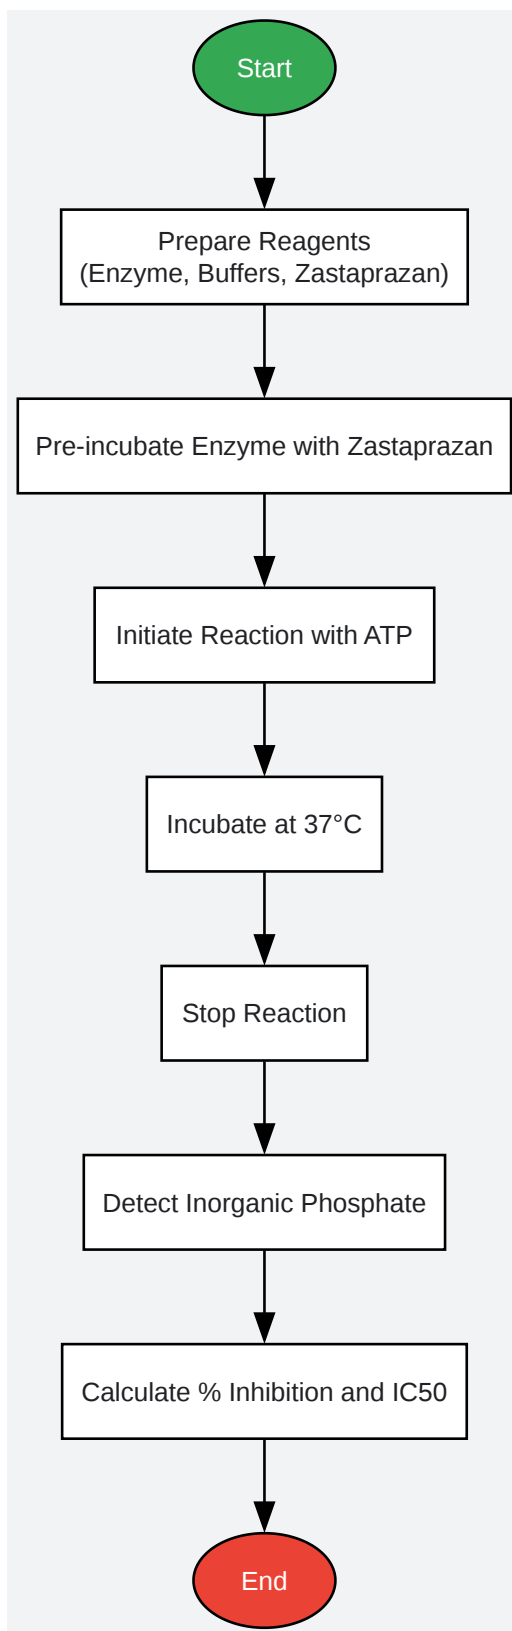 Start
Prepare Reagents
(Enzyme, Buffers, Zastaprazan)
Pre-incubate Enzyme with Zastaprazan
Initiate Reaction with ATP
Incubate at 37°C
Stop Reaction
Detect Inorganic Phosphate
Calculate % Inhibition and IC50
End